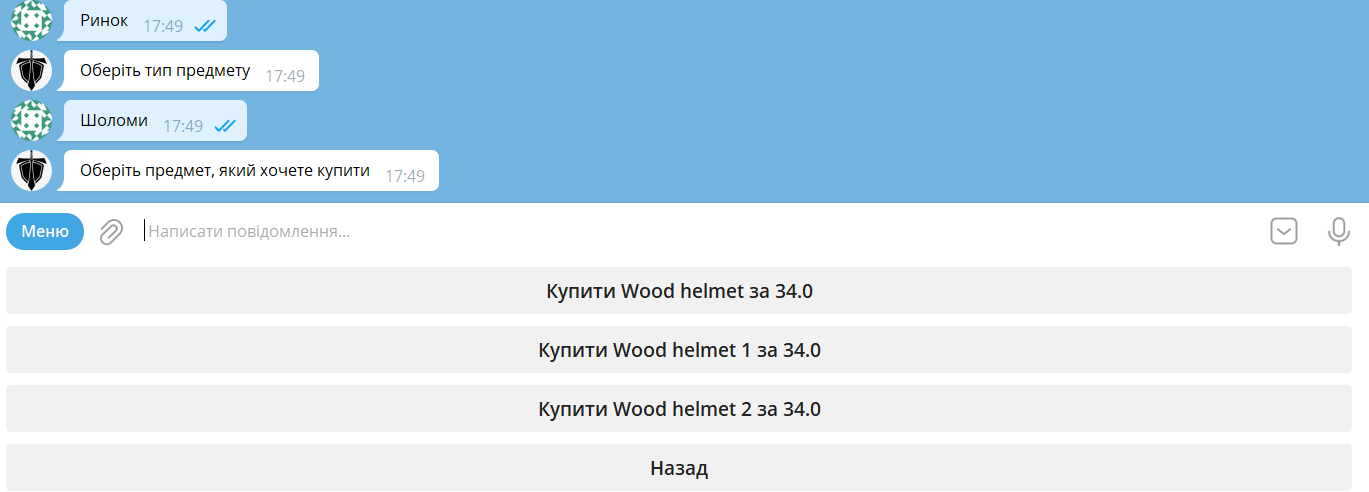 Ринок 17:49
Оберіть тип предмету 17:49
Шоломи 17:49
Оберіть предмет, який хочете купити 17:49
Меню Написати повідомлення...
Купити Wood helmet за 34.0
Купити Wood helmet 1 за 34.0
Купити Wood helmet 2 за 34.0
Назад